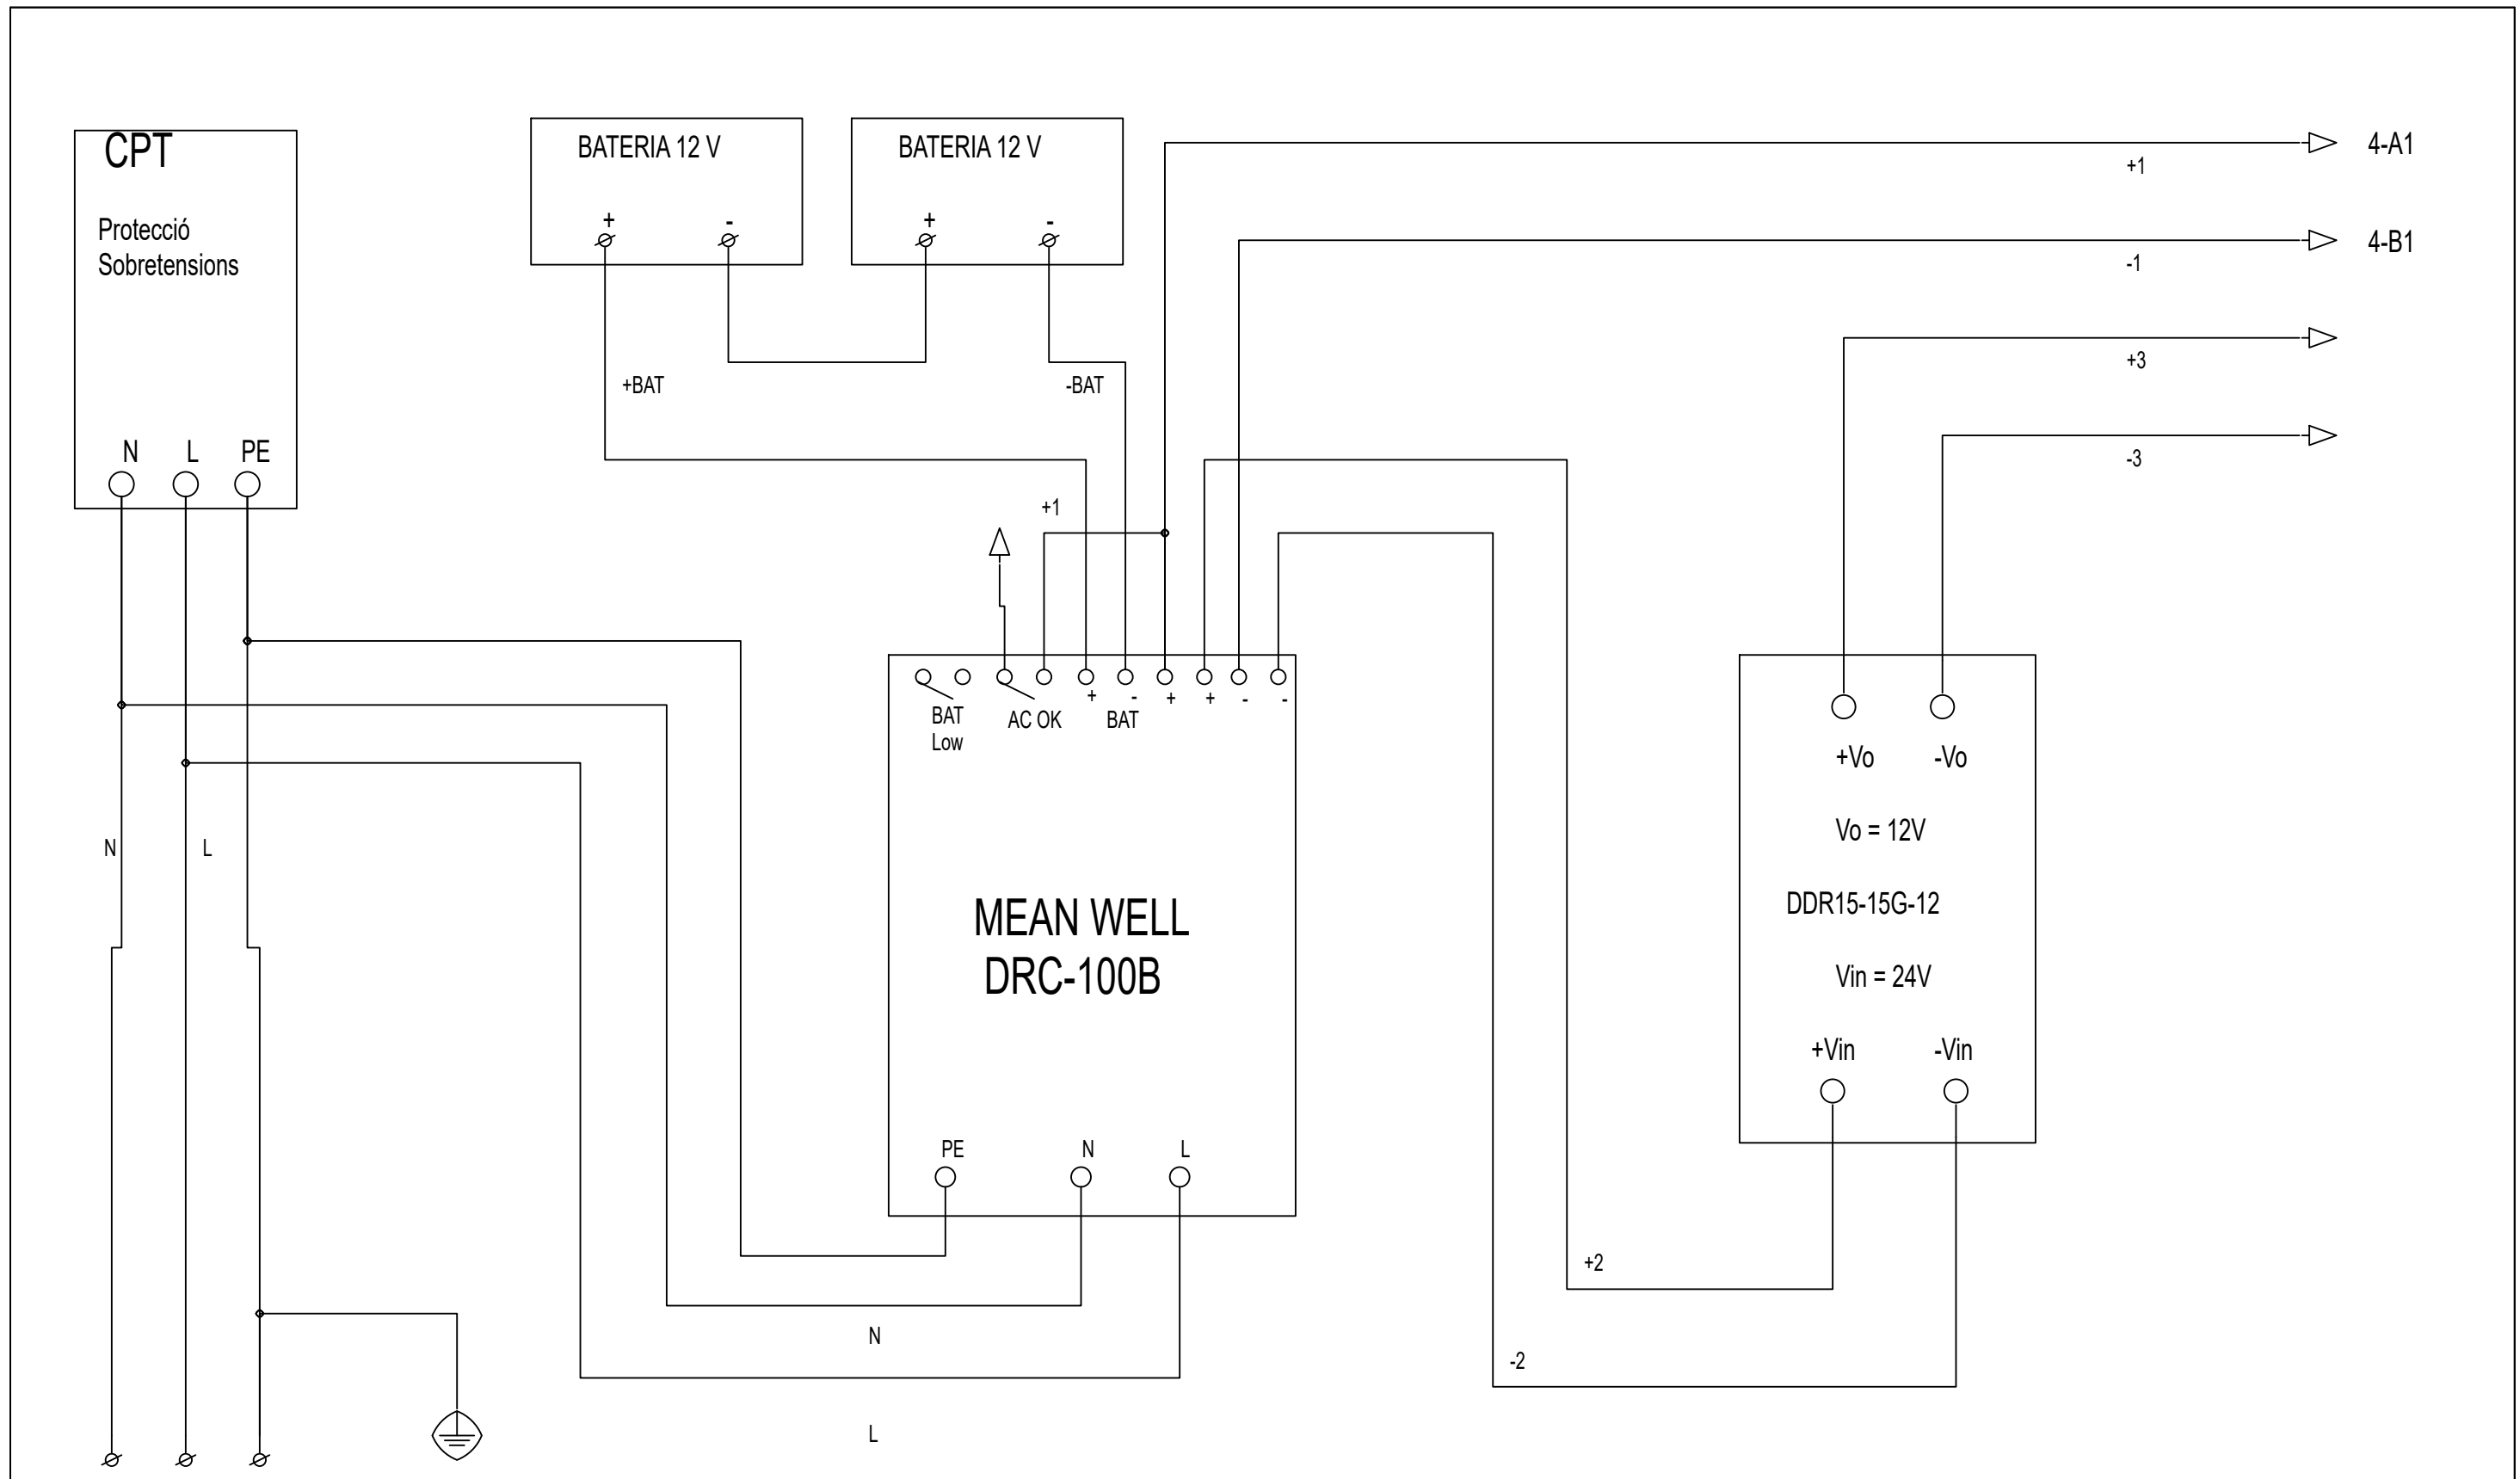 CPT
Protecció
Sobretensions
N L PE
BATERIA 12 V
+ -
BATERIA 12 V
+ -
+BAT
-BAT
4-A1
+1
4-B1
-1
+3
-3
+1
BAT
Low
AC OK
+ -
BAT
+ + - -
MEAN WELL
DRC-100B
PE N L
+Vo -Vo
Vo = 12V
DDR15-15G-12
Vin = 24V
+Vin -Vin
N L
+2
-2
N
L